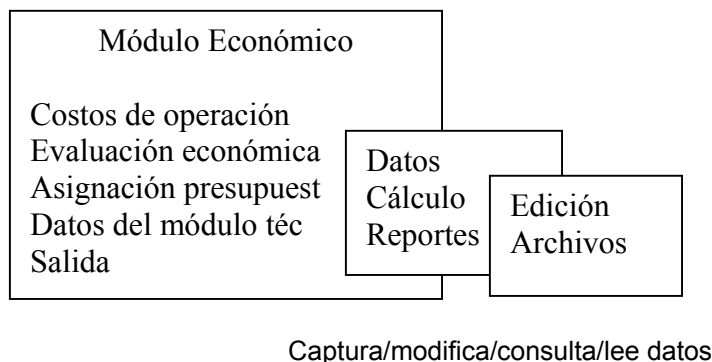 Módulo Económico
Costos de operación
Evaluación económica
Asignación presupuest
Datos del módulo téc
Salida
Datos
Cálculo
Reportes
Edición
Archivos
Captura/modifica/consulta/lee datos